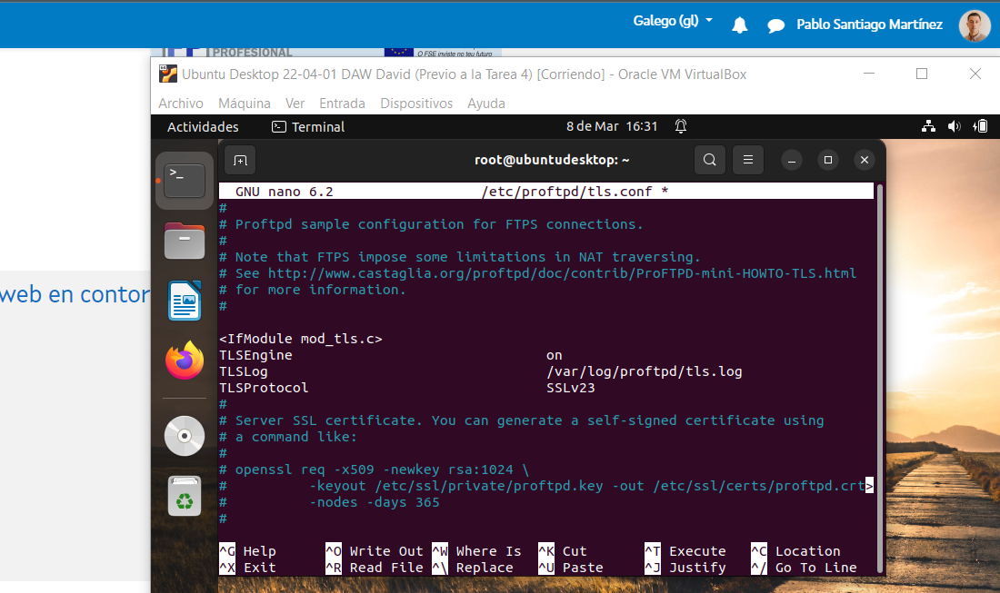 Galego (gl)
Pablo Santiago Martínez
PROFESIONAL
O FSE inviste no teu futuro
Ubuntu Desktop 22-04-01 DAW David (Previo a la Tarea 4) [Corriendo] - Oracle VM VirtualBox
Archivo Máquina Ver Entrada Dispositivos Ayuda
Actividades Terminal 8 de Mar 16:31
root@ubuntudesktop: ~
GNU nano 6.2 /etc/proftpd/tls.conf *
#
# Proftpd sample configuration for FTPS connections.
#
# Note that FTPS impose some limitations in NAT traversing.
# See http://www.castaglia.org/proftpd/doc/contrib/ProFTPD-mini-HOWTO-TLS.html
# for more information.
#
<IfModule mod_tls.c>
TLSEngine on
TLSLog /var/log/proftpd/tls.log
TLSProtocol SSLv23
#
# Server SSL certificate. You can generate a self-signed certificate using
# a command like:
#
# openssl req -x509 -newkey rsa:1024 \
# -keyout /etc/ssl/private/proftpd.key -out /etc/ssl/certs/proftpd.crt>
# -nodes -days 365
#
^G Help ^O Write Out ^W Where Is ^K Cut ^T Execute ^C Location
^X Exit ^R Read File ^\ Replace ^U Paste ^J Justify ^/ Go To Line
web en contor